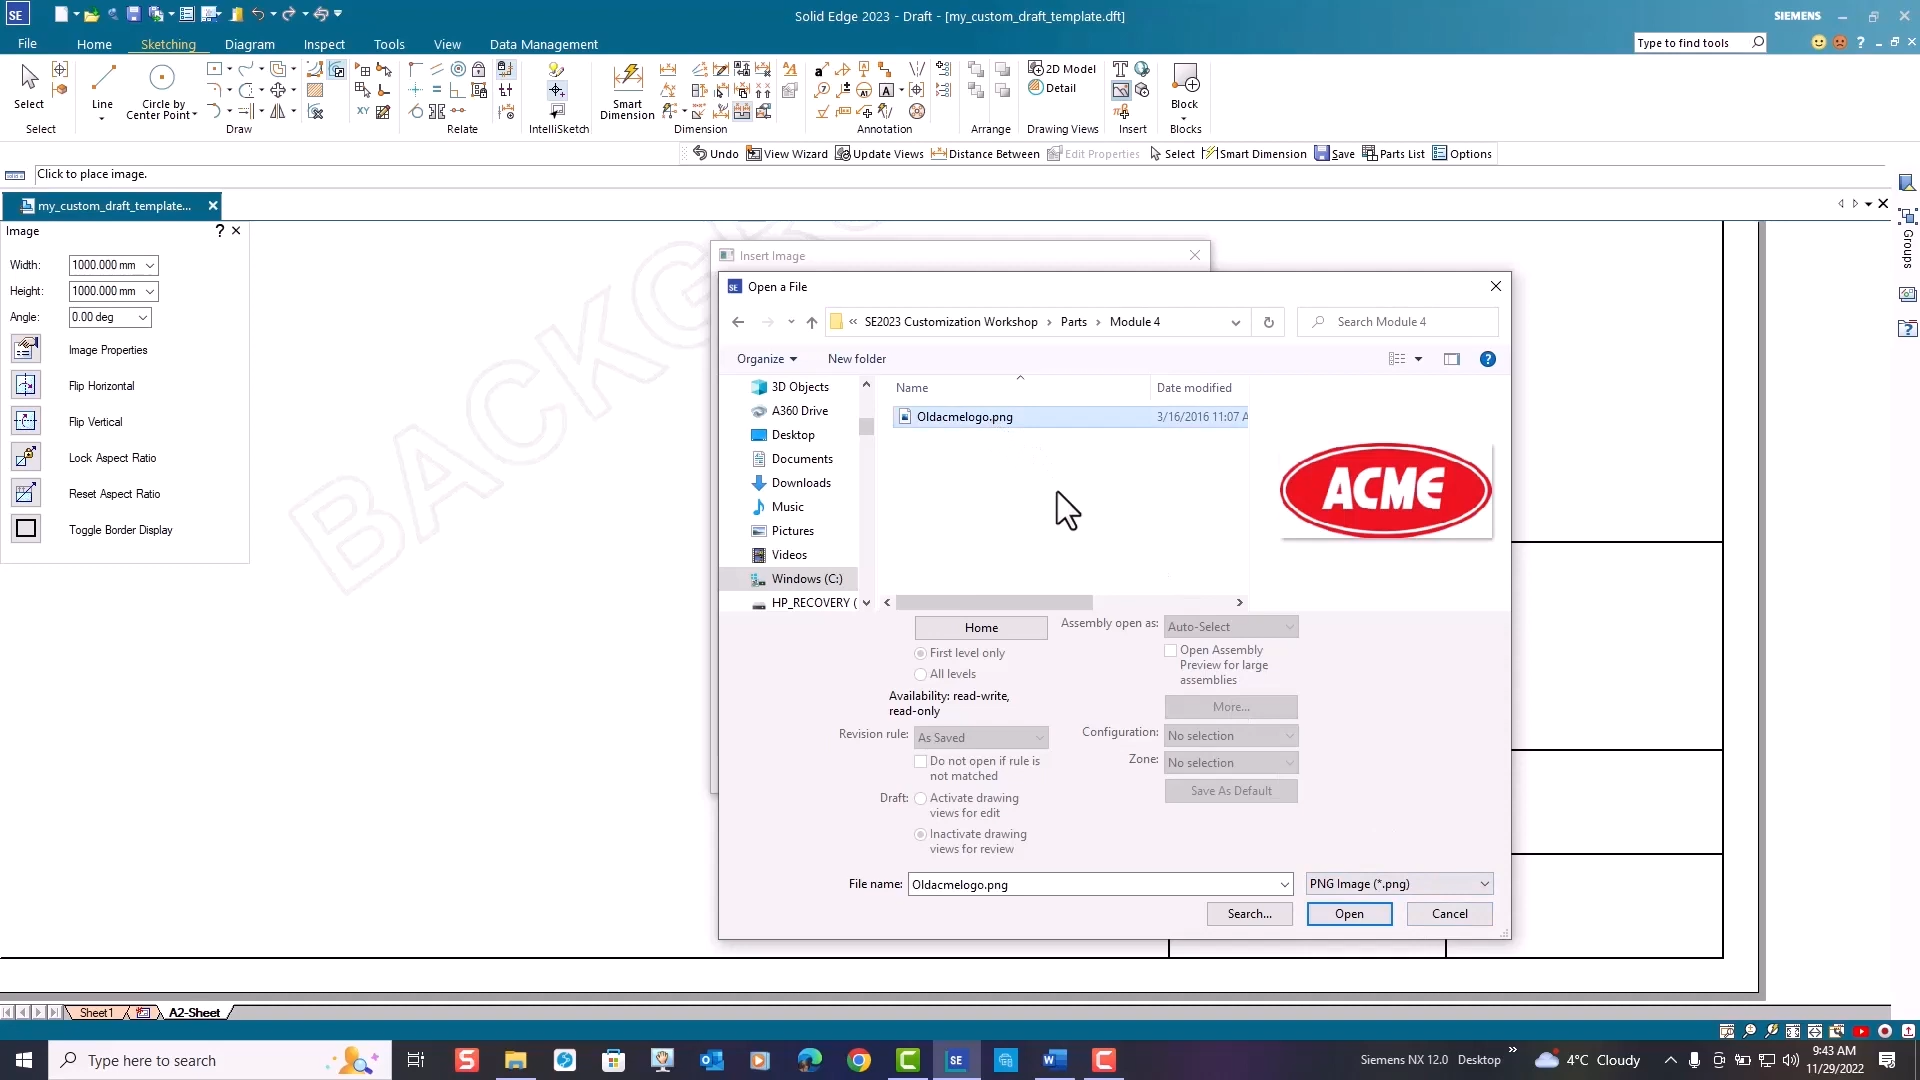 SE
Solid Edge 2023 - Draft - [my_custom_draft_template.dft]
SIEMENS
File
Home
Sketching
Diagram
Inspect
Tools
View
Data Management
Type to find tools
Select
Line
Circle by
Center Point
Smart
Dimension
2D Model
Detail
Block
Select
Draw
Relate
IntelliSketch
Dimension
Annotation
Arrange
Drawing Views
Insert
Blocks
Undo
View Wizard
Update Views
Distance Between
Edit Properties
Select
Smart Dimension
Save
Parts List
Options
Click to place image.
my_custom_draft_template...
Groups
Image
Width:
1000.000 mm
Height:
1000.000 mm
Angle:
0.00 deg
Image Properties
Flip Horizontal
Flip Vertical
Lock Aspect Ratio
Reset Aspect Ratio
Toggle Border Display
Insert Image
Open a File
« SE2023 Customization Workshop › Parts › Module 4
Search Module 4
Organize
New folder
3D Objects
A360 Drive
Desktop
Documents
Downloads
Music
Pictures
Videos
Windows (C:)
HP_RECOVERY (
Name
Date modified
Oldacmelogo.png
3/16/2016 11:07 A
ACME
Home
First level only
All levels
Availability: read-write,
read-only
Revision rule:
As Saved
Do not open if rule is
not matched
Draft:
Activate drawing
views for edit
Inactivate drawing
views for review
Assembly open as:
Auto-Select
Open Assembly
Preview for large
assemblies
More...
Configuration:
No selection
Zone:
No selection
Save As Default
File name:
Oldacmelogo.png
PNG Image (*.png)
Search...
Open
Cancel
Sheet1
A2-Sheet
Type here to search
Siemens NX 12.0
Desktop
4°C Cloudy
9:43 AM
11/29/2022